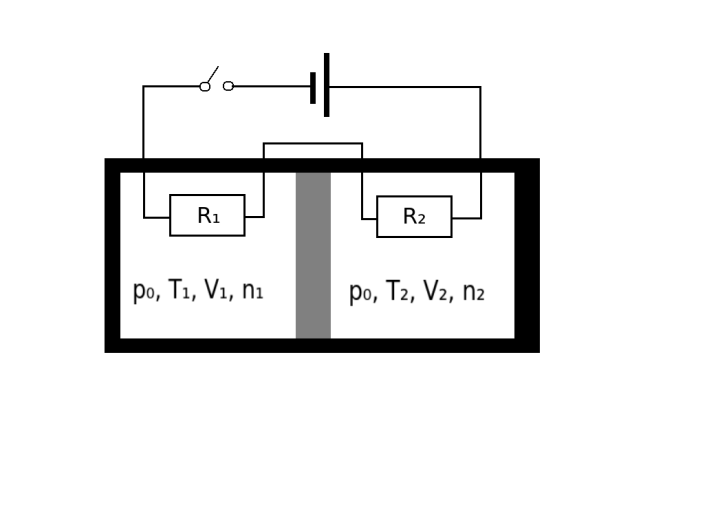 R₁
R₂
p₀, T₁, V₁, n₁
p₀, T₂, V₂, n₂